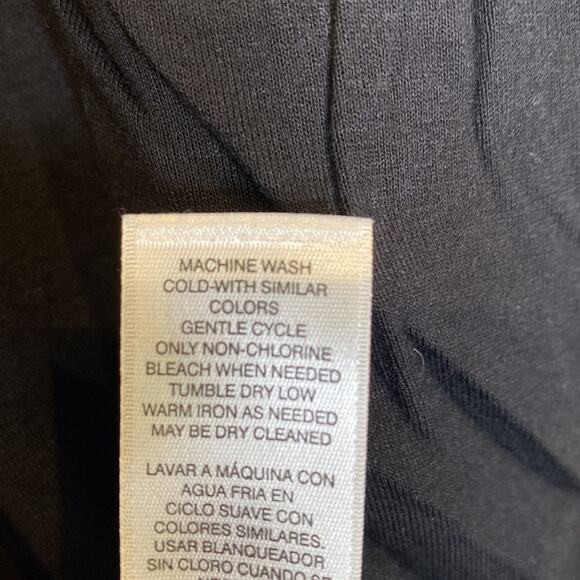 MACHINE WASH
COLD-WITH SIMILAR
COLORS
GENTLE CYCLE
ONLY NON-CHLORINE
BLEACH WHEN NEEDED
TUMBLE DRY LOW
WARM IRON AS NEEDED
MAY BE DRY CLEANED
LAVAR A MÁQUINA CON
AGUA FRIA EN
CICLO SUAVE CON
COLORES SIMILARES.
USAR BLANQUEADOR
SIN CLORO CUANDO SE